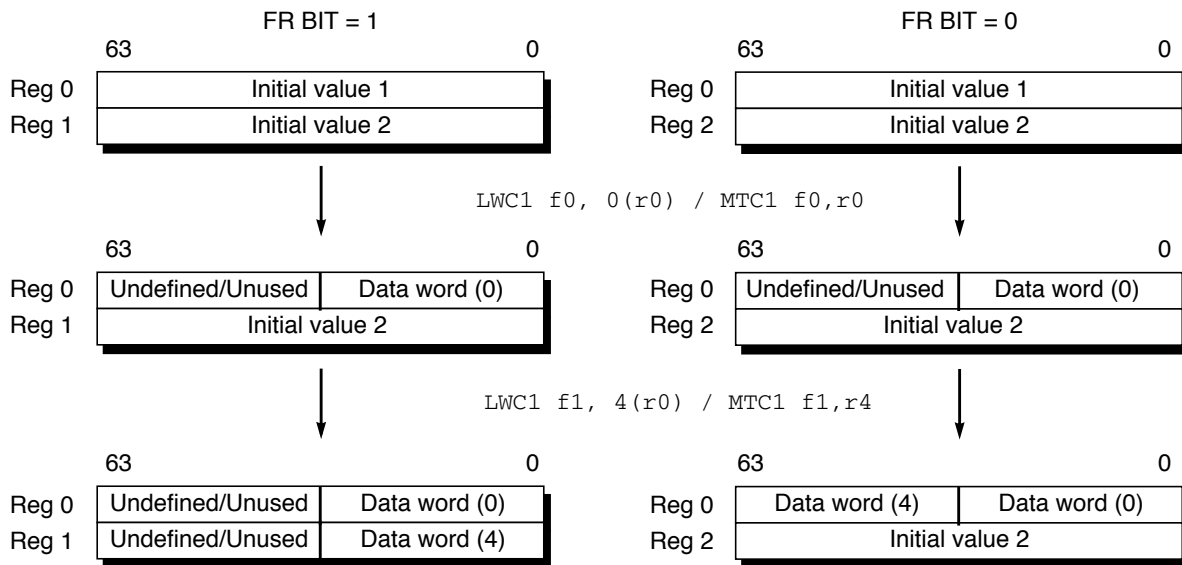 FR BIT = 1 FR BIT = 0
63 0 63 0
Reg 0 Initial value 1 Reg 0 Initial value 1
Reg 1 Initial value 2 Reg 2 Initial value 2
LWC1 f0, 0(r0) / MTC1 f0,r0
63 0 63 0
Reg 0 Undefined/Unused Data word (0) Reg 0 Undefined/Unused Data word (0)
Reg 1 Initial value 2 Reg 2 Initial value 2
LWC1 f1, 4(r0) / MTC1 f1,r4
63 0 63 0
Reg 0 Undefined/Unused Data word (0) Reg 0 Data word (4) Data word (0)
Reg 1 Undefined/Unused Data word (4) Reg 2 Initial value 2